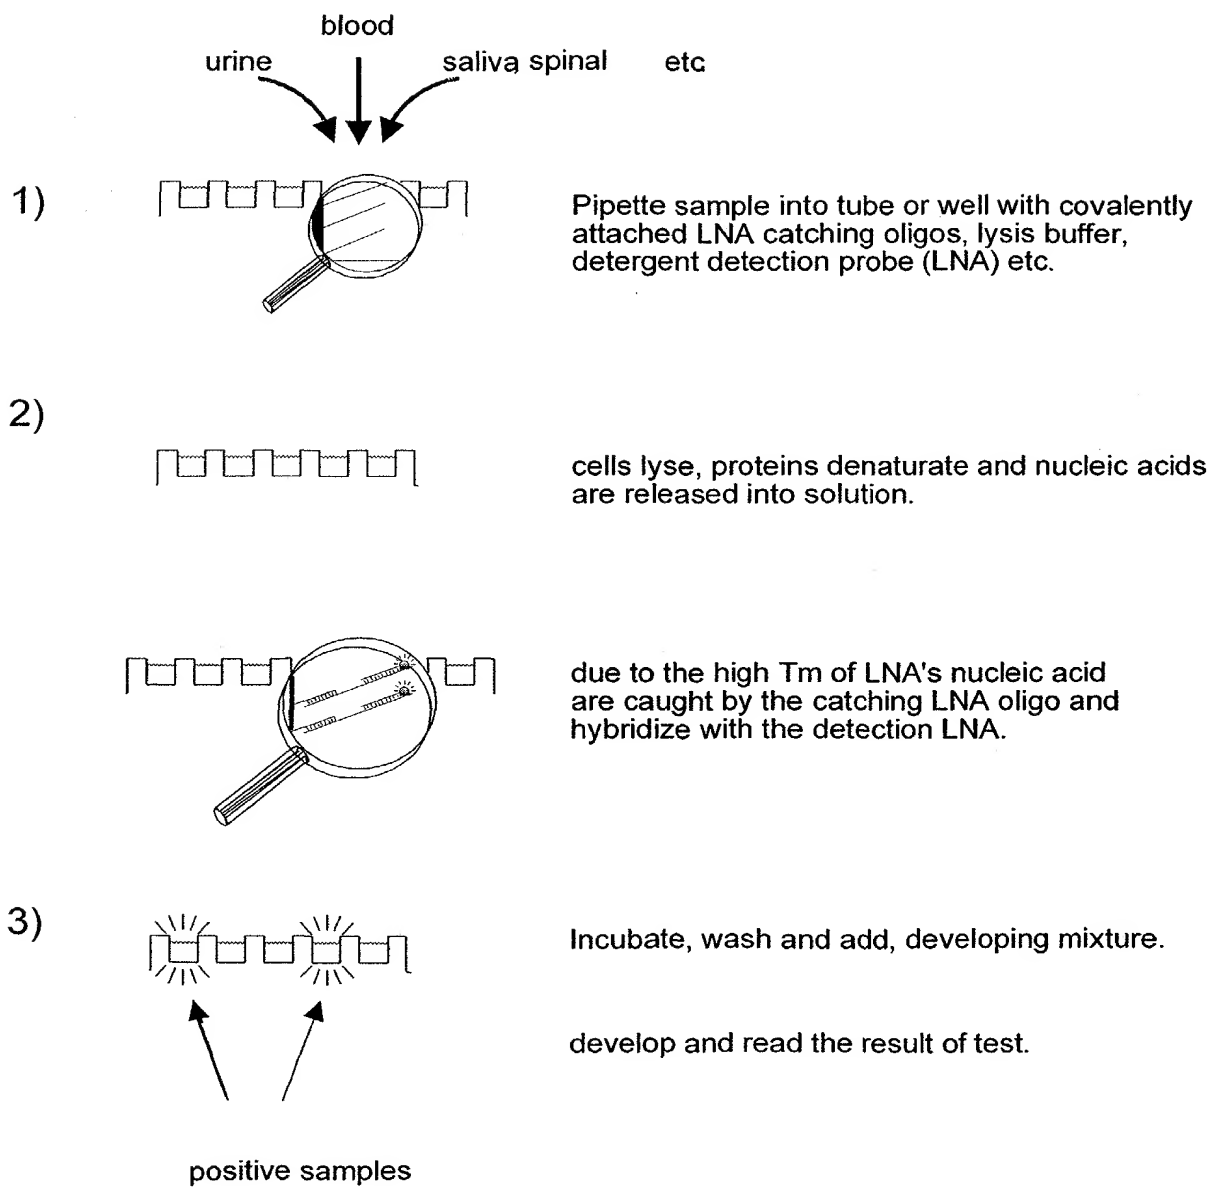 blood
urine
saliva spinal etc
1)
Pipette sample into tube or well with covalently
attached LNA catching oligos, lysis buffer,
detergent detection probe (LNA) etc.
2)
cells lyse, proteins denaturate and nucleic acids
are released into solution.
due to the high Tm of LNA's nucleic acid
are caught by the catching LNA oligo and
hybridize with the detection LNA.
3)
Incubate, wash and add, developing mixture.
develop and read the result of test.
positive samples